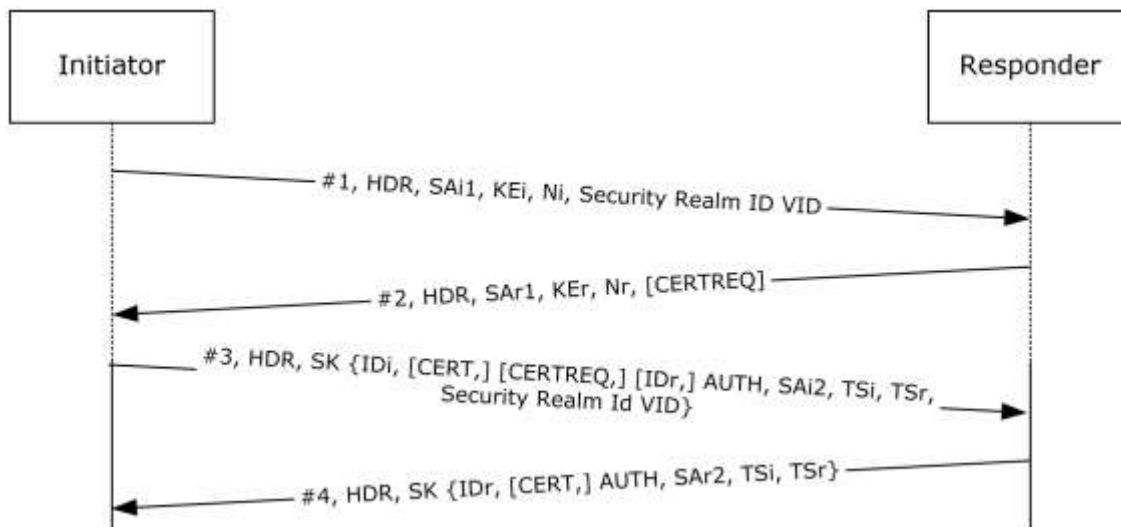 Initiator
Responder
#1, HDR, SAi1, KEi, Ni, Security Realm ID VID
#2, HDR, SAr1, KEr, Nr, [CERTREQ]
#3, HDR, SK {IDi, [CERT,] [CERTREQ,] [IDr,] AUTH, SAi2, TSi, TSr,
Security Realm Id VID}
#4, HDR, SK {IDr, [CERT,] AUTH, SAr2, TSi, TSr}